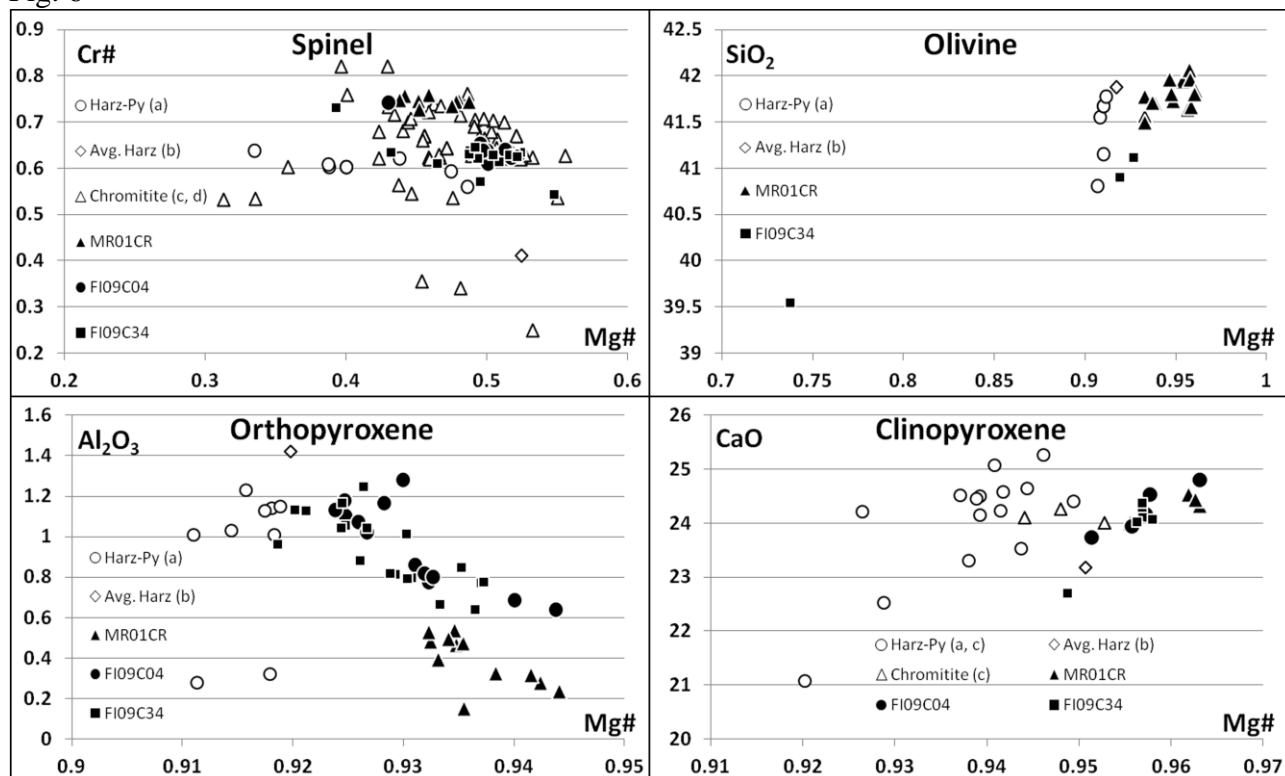 Fig.
Spinel
Cr#
0.9
0.8
0.7
0.6
0.5
0.4
0.3
0.2
Harz-Py (a)
Avg. Harz (b)
Chromitite (c, d)
MR01CR
FI09C04
FI09C34
Mg#
0.2 0.3 0.4 0.5 0.6
Olivine
SiO₂
42.5
42
41.5
41
40.5
40
39.5
39
Harz-Py (a)
Avg. Harz (b)
MR01CR
FI09C34
Mg#
0.7 0.75 0.8 0.85 0.9 0.95 1
Orthopyroxene
Al₂O₃
1.6
1.4
1.2
1
0.8
0.6
0.4
0.2
0
Harz-Py (a)
Avg. Harz (b)
MR01CR
FI09C04
FI09C34
Mg#
0.9 0.91 0.92 0.93 0.94 0.95
Clinopyroxene
CaO
26
25
24
23
22
21
20
Harz-Py (a, c) Avg. Harz (b)
Chromitite (c) MR01CR
FI09C04 FI09C34
Mg#
0.91 0.92 0.93 0.94 0.95 0.96 0.97